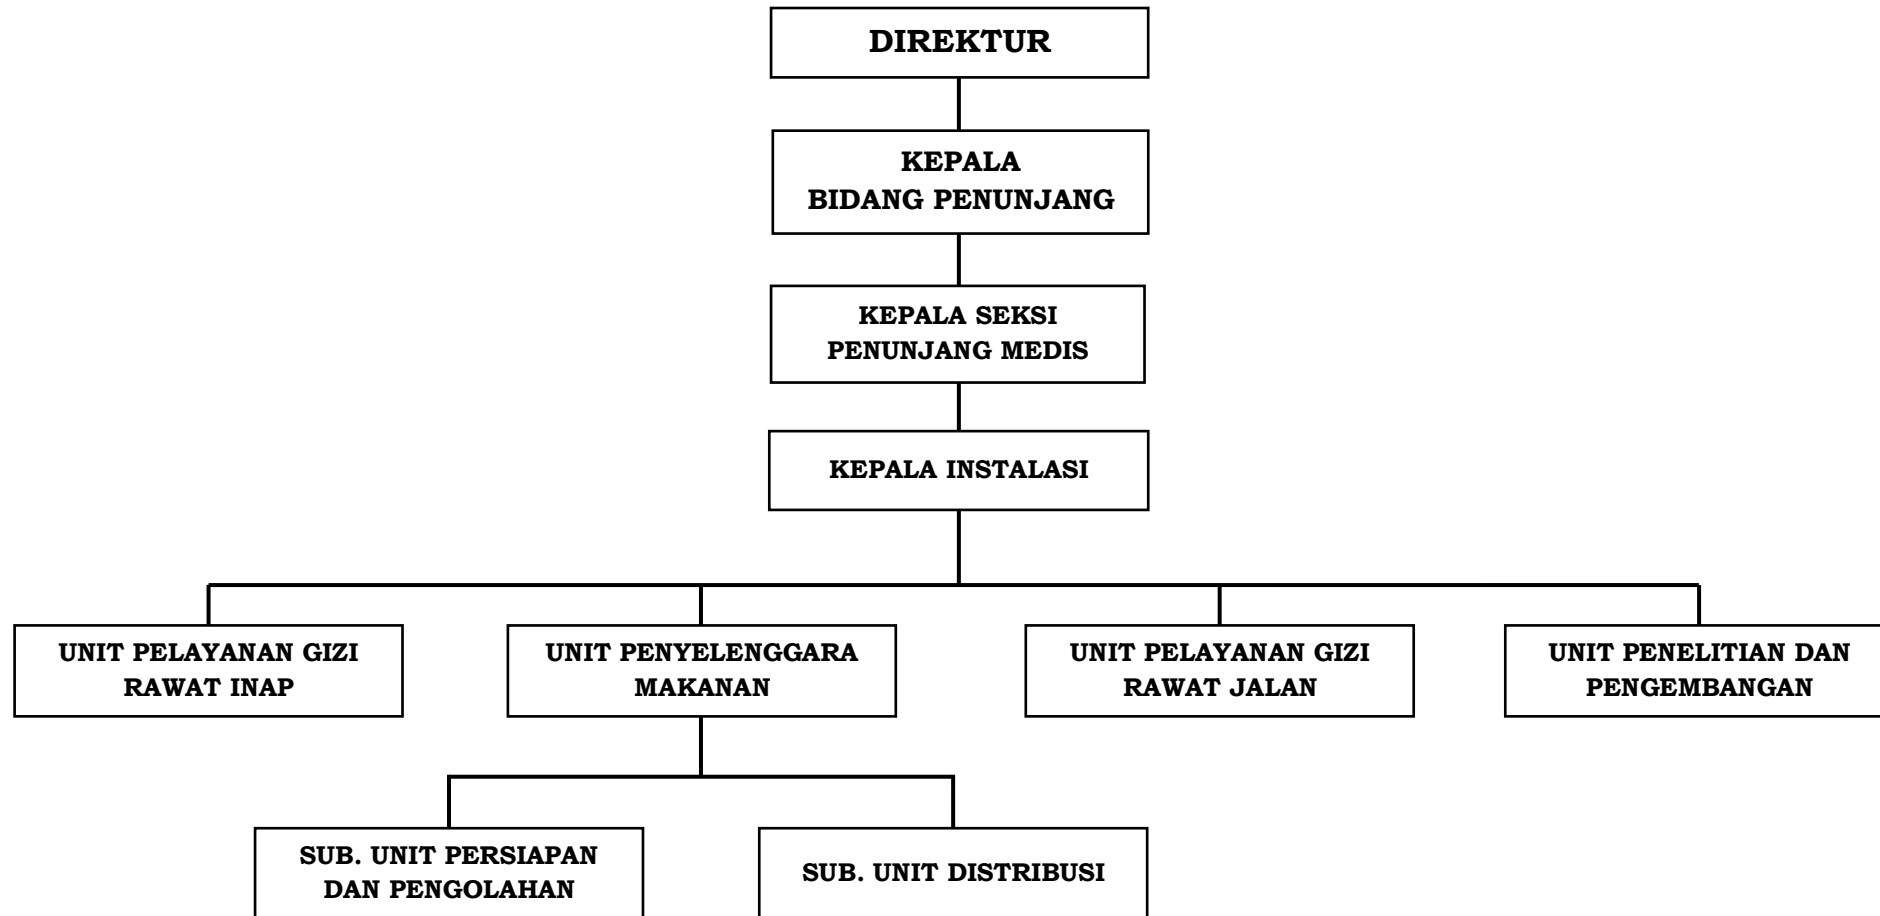 DIREKTUR
KEPALA
BIDANG PENUNJANG
KEPALA SEKSI
PENUNJANG MEDIS
KEPALA INSTALASI
UNIT PELAYANAN GIZI
RAWAT INAP
UNIT PENYELENGGARA
MAKANAN
UNIT PELAYANAN GIZI
RAWAT JALAN
UNIT PENELITIAN DAN
PENGEMBANGAN
SUB. UNIT PERSIAPAN
DAN PENGOLAHAN
SUB. UNIT DISTRIBUSI